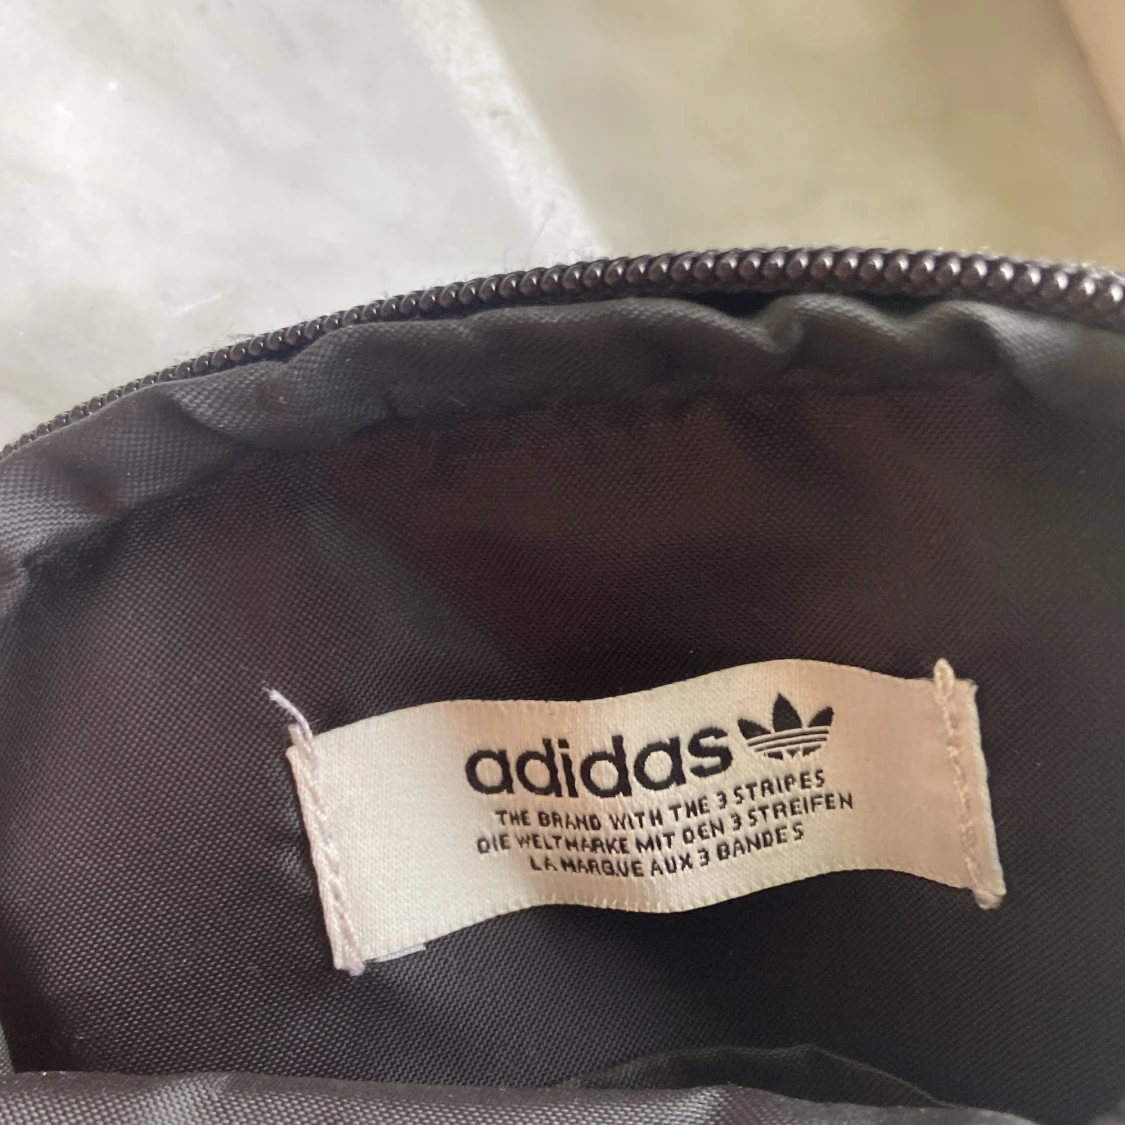 adidas
THE BRAND WITH THE 3 STRIPES
DIE WELTMARKE MIT DEN 3 STREIFEN
LA MARQUE AUX 3 BANDES